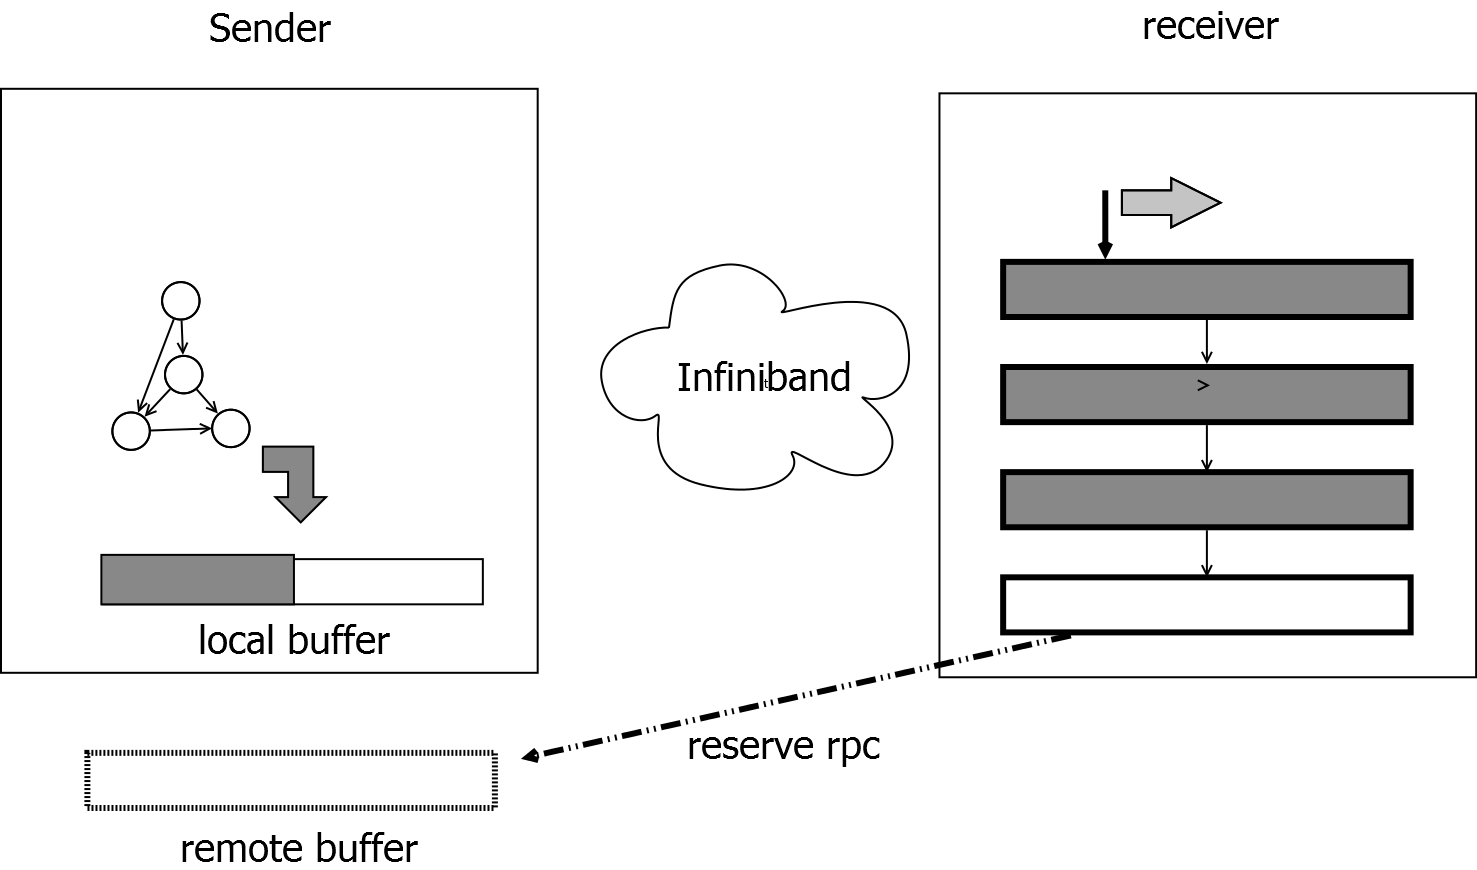 Sender
receiver
Infiniband
>
local buffer
reserve rpc
remote buffer